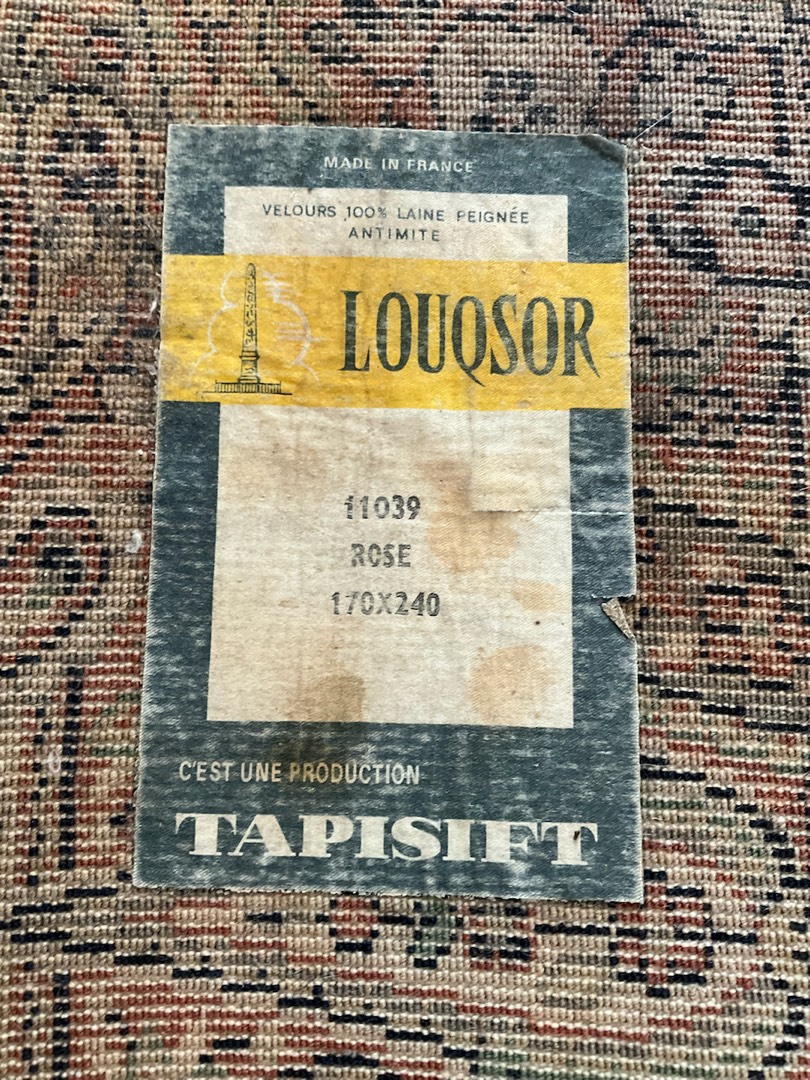 MADE IN FRANCE
VELOURS 100% LAINE PEIGNÉE
ANTIMITE
LOUQSOR
11039
ROSE
170X240
C'EST UNE PRODUCTION
TAPISIFT